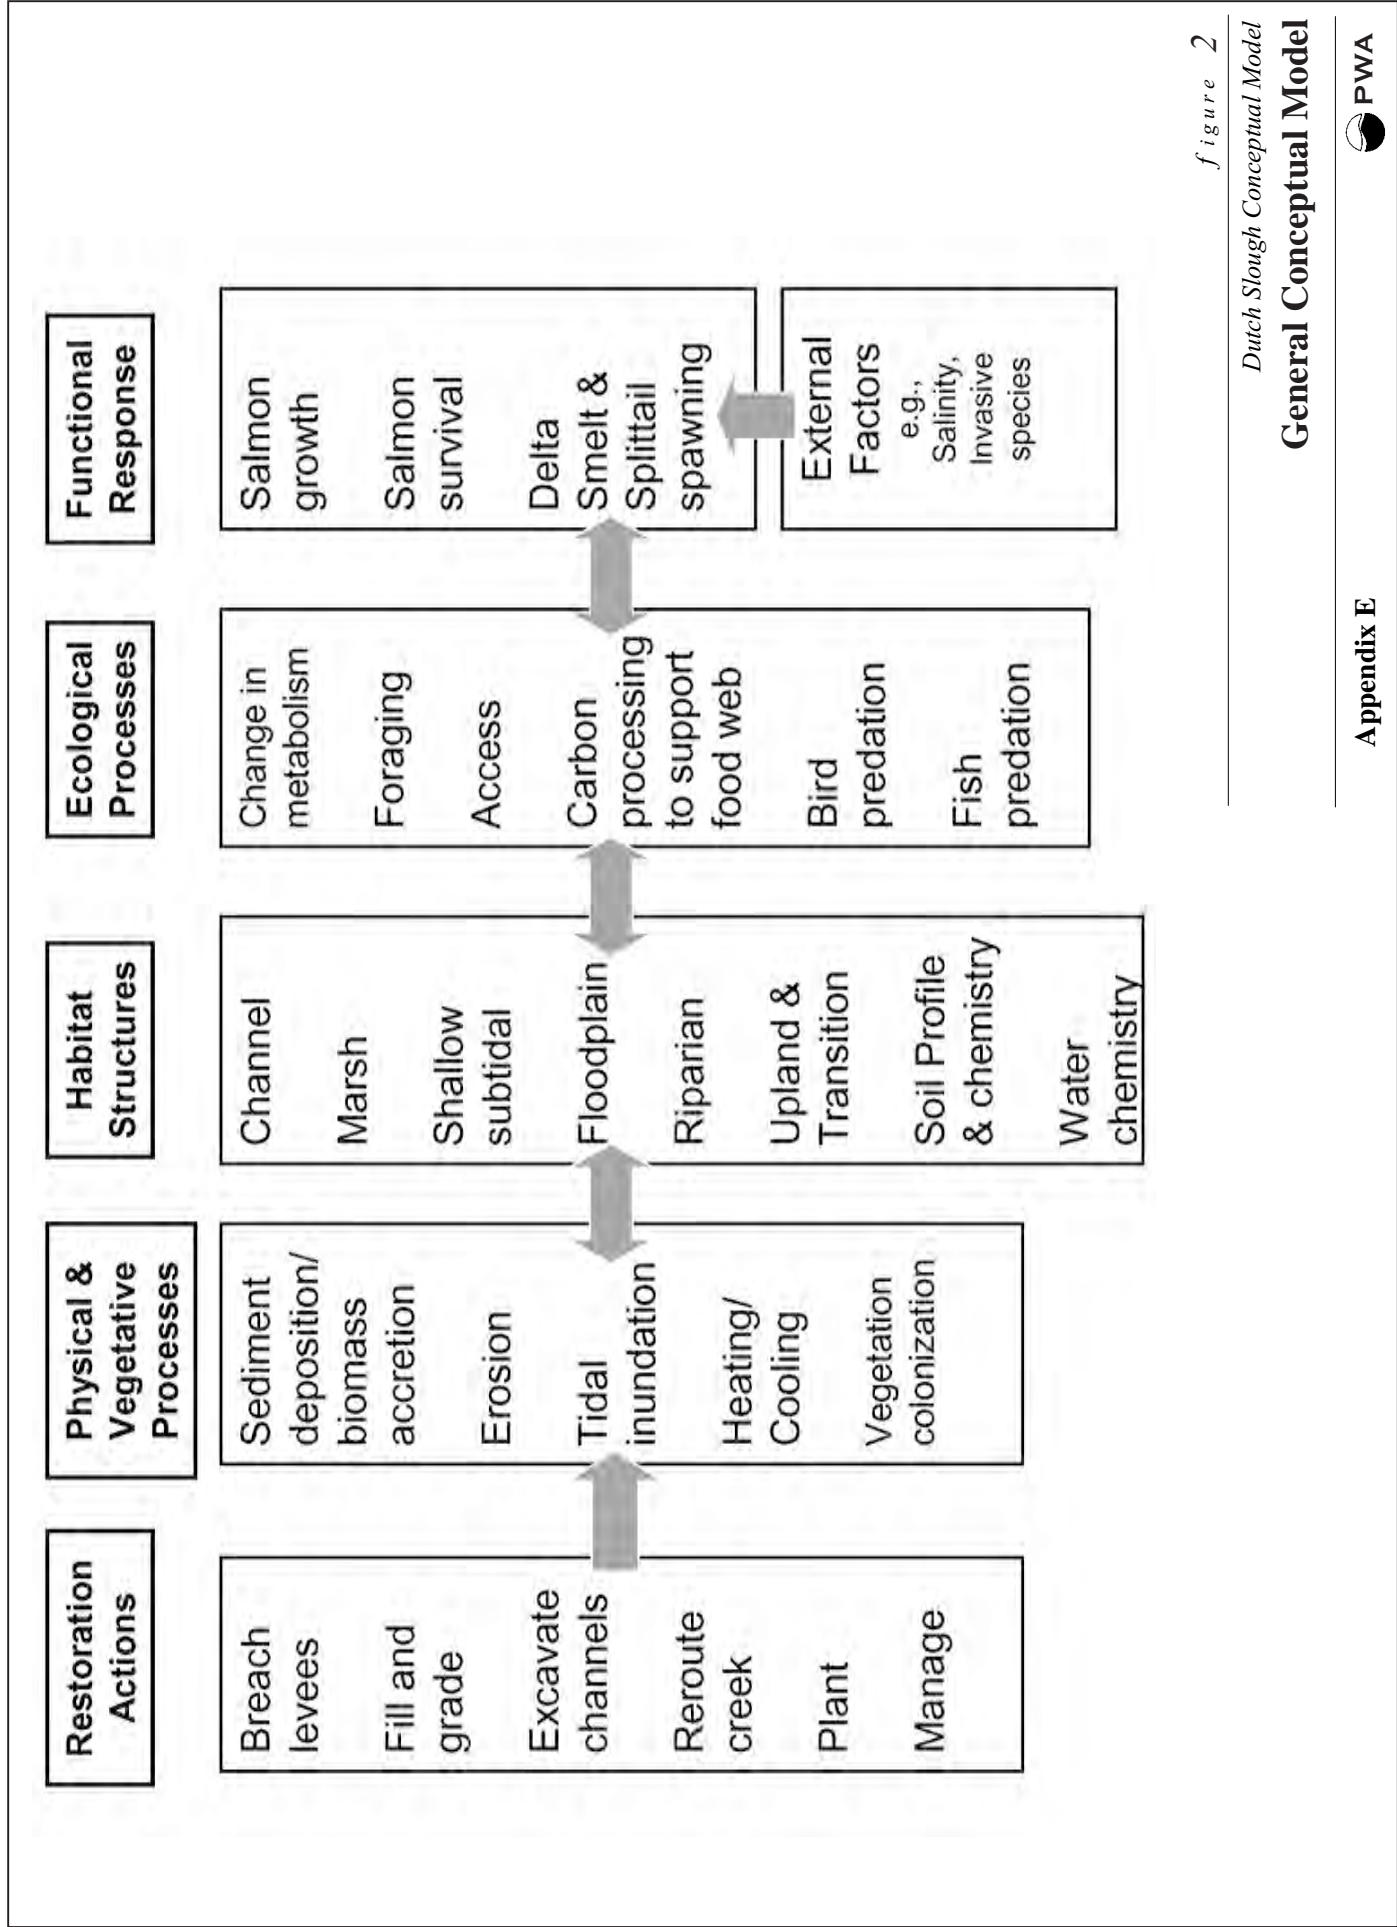 Restoration
Actions
Breach
levees
Fill and
grade
Excavate
channels
Reroute
creek
Plant
Manage
Physical &
Vegetative
Processes
Sediment
deposition/
biomass
accretion
Erosion
Tidal
inundation
Heating/
Cooling
Vegetation
colonization
Habitat
Structures
Channel
Marsh
Shallow
subtidal
Floodplain
Riparian
Upland &
Transition
Soil Profile
& chemistry
Water
chemistry
Ecological
Processes
Change in
metabolism
Foraging
Access
Carbon
processing
to support
food web
Bird
predation
Fish
predation
Functional
Response
Salmon
growth
Salmon
survival
Delta
Smelt &
Splittail
spawning
External
Factors
e.g.,
Salinity,
Invasive
species
figure 2
Dutch Slough Conceptual Model
General Conceptual Model
Appendix E
PWA